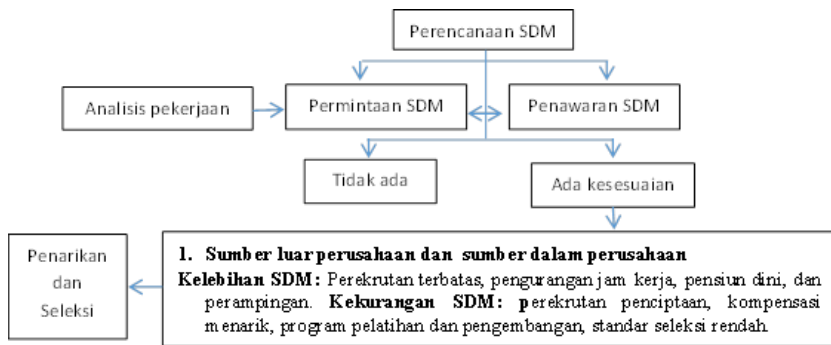 Perencanaan SDM
Analisis pekerjaan
Permintaan SDM
Penawaran SDM
Tidak ada
Ada kesesuaian
Penarikan
dan
Seleksi
1. Sumber luar perusahaan dan sumber dalam perusahaan
Kelebihan SDM: Perekrutan terbatas, pengurangan jam kerja, pensiun dini, dan
perampingan. Kekurangan SDM: perekrutan penciptaan, kompensasi
menarik, program pelatihan dan pengembangan, standar seleksi rendah